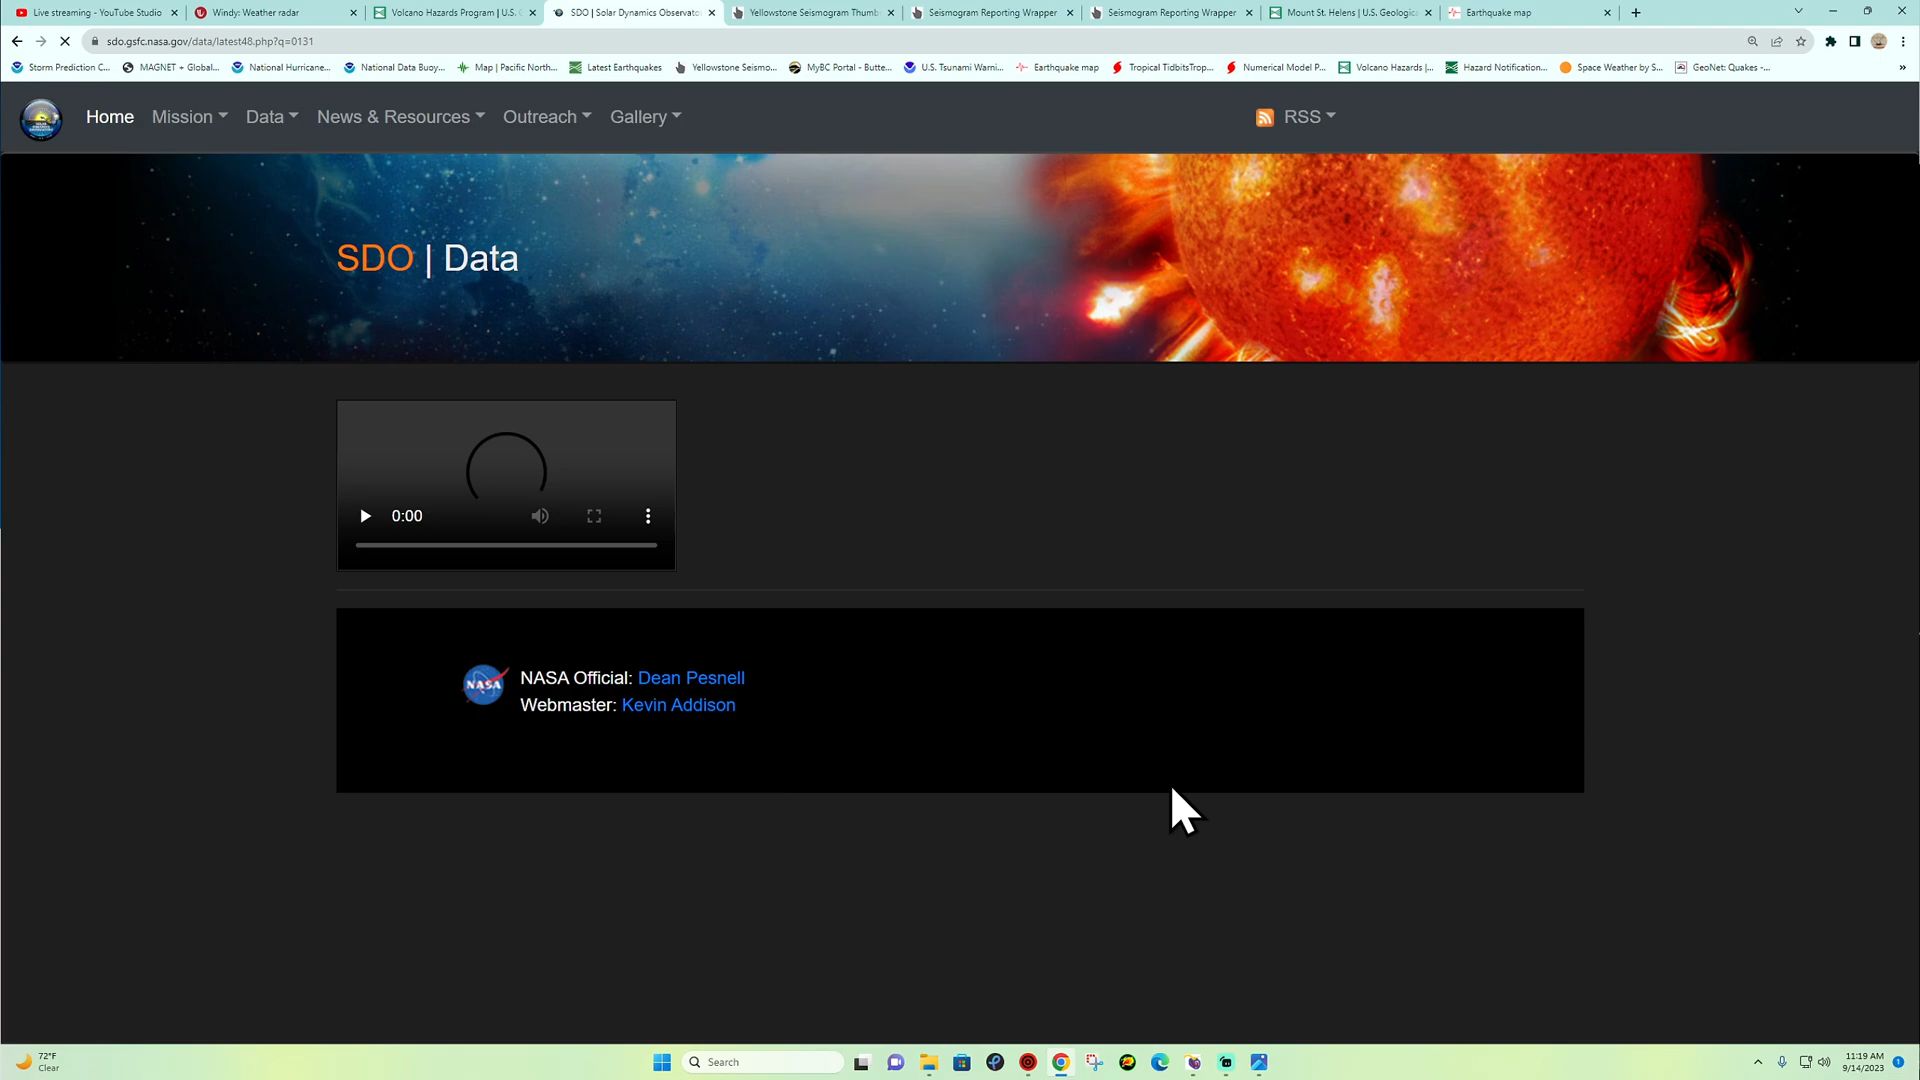 Live streaming - YouTube Studio
Windy: Weather radar
Volcano Hazards Program | U.S. G
SDO | Solar Dynamics Observato
Yellowstone Seismogram Thumb
Seismogram Reporting Wrapper
Seismogram Reporting Wrapper
Mount St. Helens | U.S. Geologica
Earthquake map
sdo.gsfc.nasa.gov/data/latest48.php?q=0131
Storm Prediction C...
MAGNET + Global...
National Hurricane...
National Data Buoy...
Map | Pacific North...
Latest Earthquakes
Yellowstone Seismo...
MyBC Portal - Butte...
U.S. Tsunami Warni...
Earthquake map
Tropical TidbitsTrop...
Numerical Model P...
Volcano Hazards |...
Hazard Notification...
Space Weather by S...
GeoNet: Quakes -...
Home
Mission
Data
News & Resources
Outreach
Gallery
RSS
SDO | Data
0:00
NASA
NASA Official: Dean Pesnell
Webmaster: Kevin Addison
72°F
Clear
Search
11:19 AM
9/14/2023
1